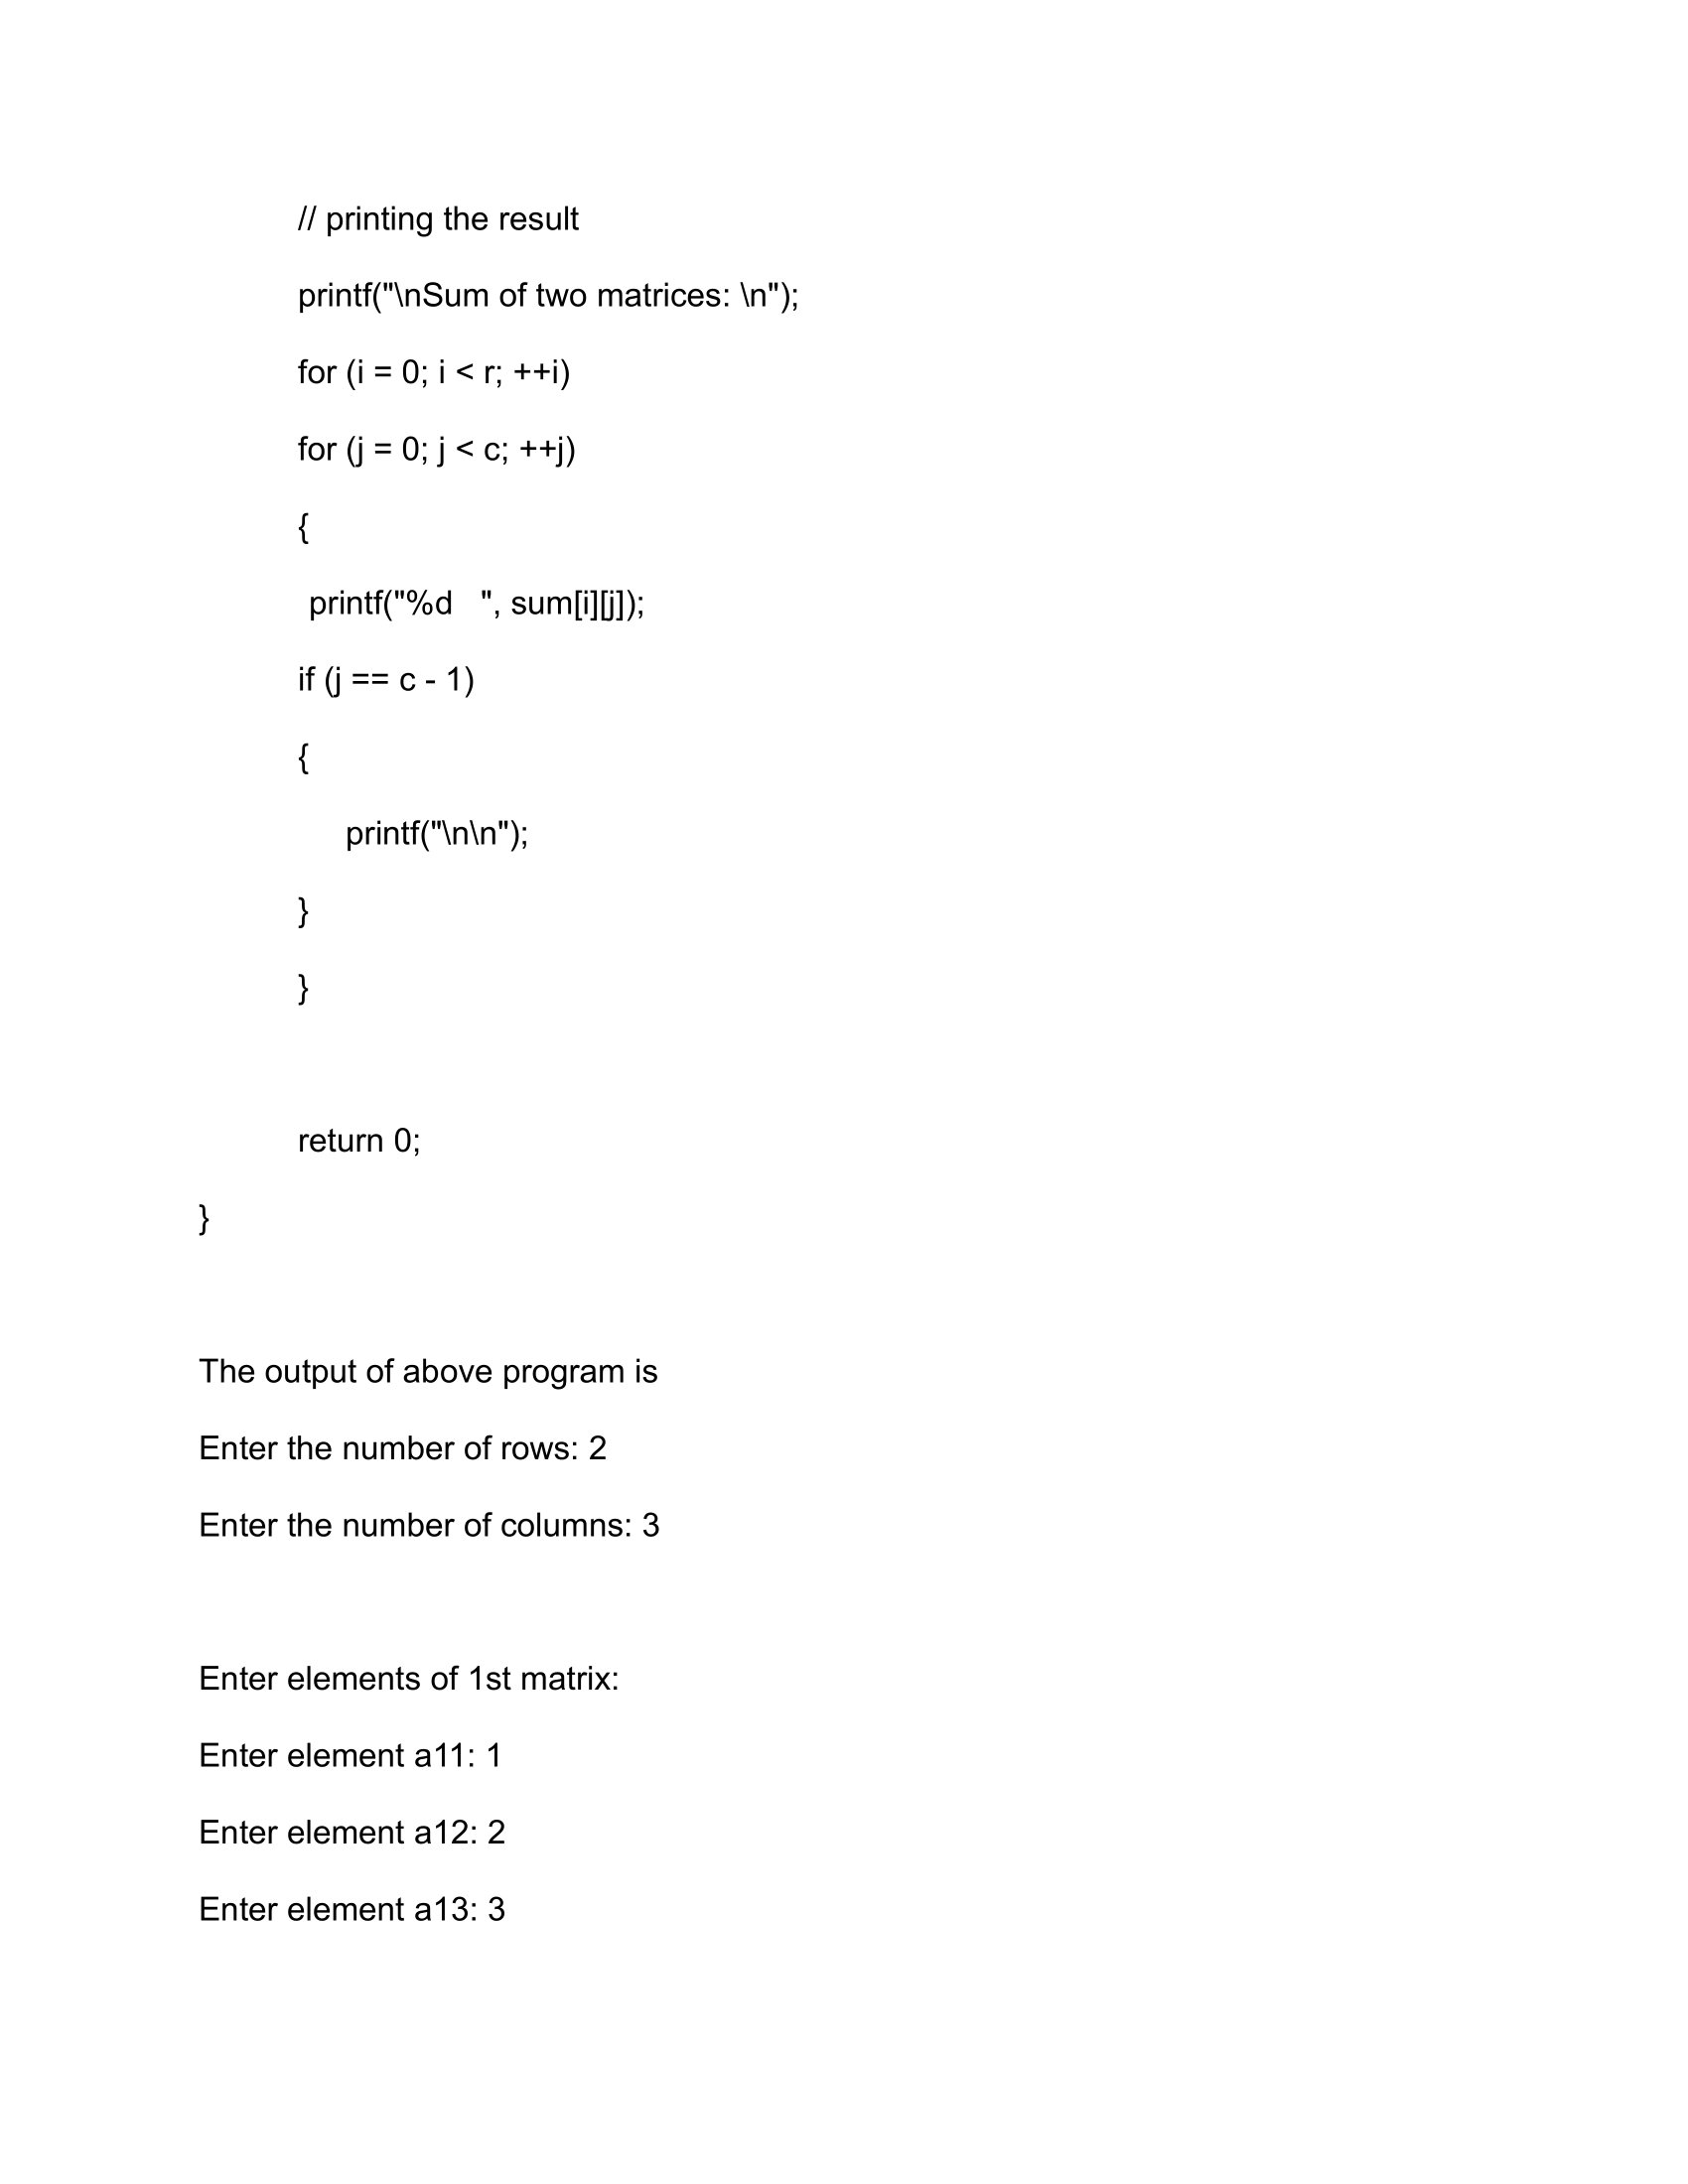 // printing the result
printf("\nSum of two matrices: \n");
for (i = 0; i < r; ++i)
for (j = 0; j < c; ++j)
{
printf("%d   ", sum[i][j]);
if (j == c - 1)
{
printf("\n\n");
}
}
return 0;
}
The output of above program is
Enter the number of rows: 2
Enter the number of columns: 3
Enter elements of 1st matrix:
Enter element a11: 1
Enter element a12: 2
Enter element a13: 3